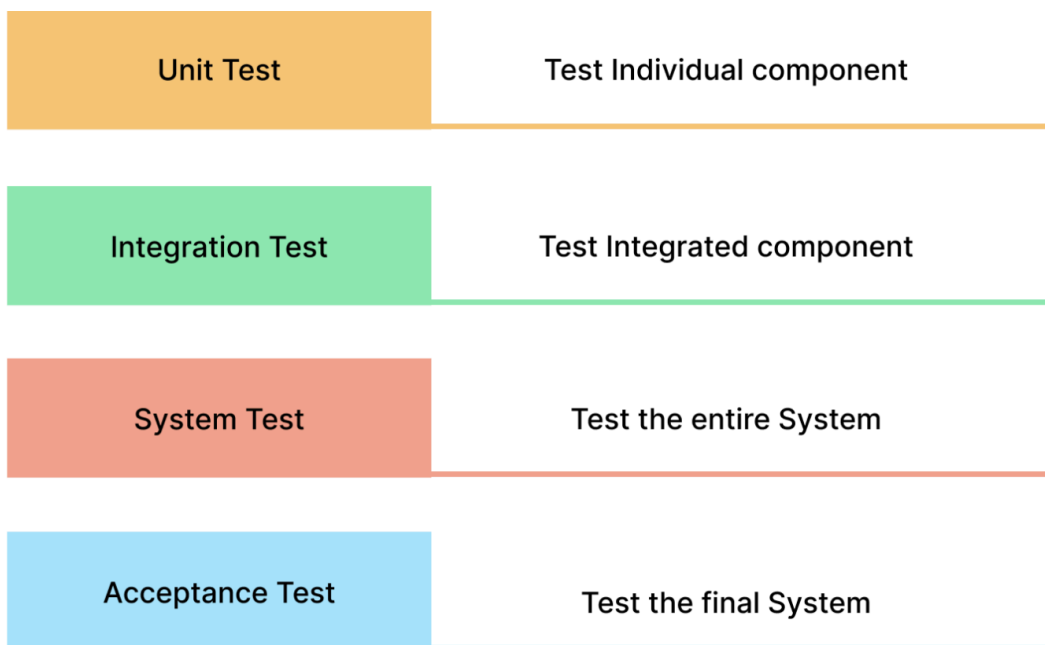 Unit Test
Test Individual component
Integration Test
Test Integrated component
System Test
Test the entire System
Acceptance Test
Test the final System